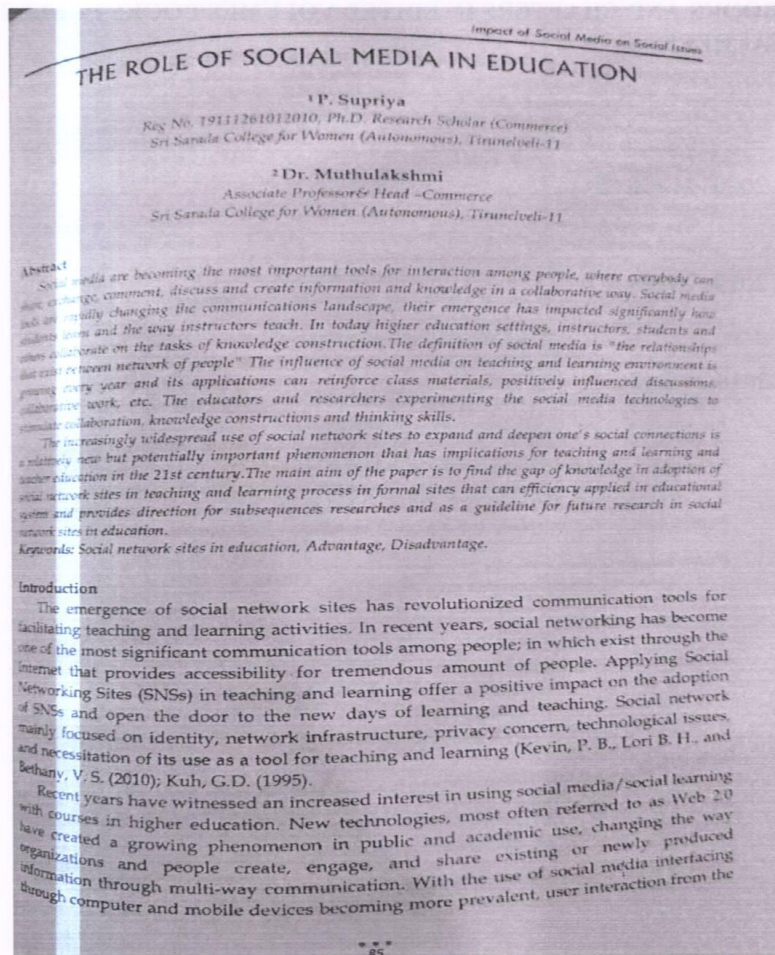 Impact of Social Media on Social Issues
THE ROLE OF SOCIAL MEDIA IN EDUCATION
¹ P. Supriya
Reg No. 19111261012010, Ph.D. Research Scholar (Commerce)
Sri Sarada College for Women (Autonomous), Tirunelveli-11
² Dr. Muthulakshmi
Associate Professor& Head –Commerce
Sri Sarada College for Women (Autonomous), Tirunelveli-11
Abstract
Social media are becoming the most important tools for interaction among people, where everybody can
share, exchange, comment, discuss and create information and knowledge in a collaborative way. Social media
tools are rapidly changing the communications landscape, their emergence has impacted significantly how
students learn and the way instructors teach. In today higher education settings, instructors, students and
others collaborate on the tasks of knowledge construction.The definition of social media is "the relationships
that exist between network of people" The influence of social media on teaching and learning environment is
growing every year and its applications can reinforce class materials, positively influenced discussions,
collaborative work, etc. The educators and researchers experimenting the social media technologies to
stimulate collaboration, knowledge constructions and thinking skills.
The increasingly widespread use of social network sites to expand and deepen one's social connections is
a relatively new but potentially important phenomenon that has implications for teaching and learning and
teacher education in the 21st century.The main aim of the paper is to find the gap of knowledge in adoption of
social network sites in teaching and learning process in formal sites that can efficiency applied in educational
system and provides direction for subsequences researches and as a guideline for future research in social
network sites in education.
Keywords: Social network sites in education, Advantage, Disadvantage.
Introduction
The emergence of social network sites has revolutionized communication tools for
facilitating teaching and learning activities. In recent years, social networking has become
one of the most significant communication tools among people; in which exist through the
Internet that provides accessibility for tremendous amount of people. Applying Social
Networking Sites (SNSs) in teaching and learning offer a positive impact on the adoption
of SNSs and open the door to the new days of learning and teaching. Social network
mainly focused on identity, network infrastructure, privacy concern, technological issues,
and necessitation of its use as a tool for teaching and learning (Kevin, P. B., Lori B. H., and
Bethany, V. S. (2010); Kuh, G.D. (1995).
Recent years have witnessed an increased interest in using social media/social learning
with courses in higher education. New technologies, most often referred to as Web 2.0
have created a growing phenomenon in public and academic use, changing the way
organizations and people create, engage, and share existing or newly produced
information through multi-way communication. With the use of social media interfacing
through computer and mobile devices becoming more prevalent, user interaction from the
85